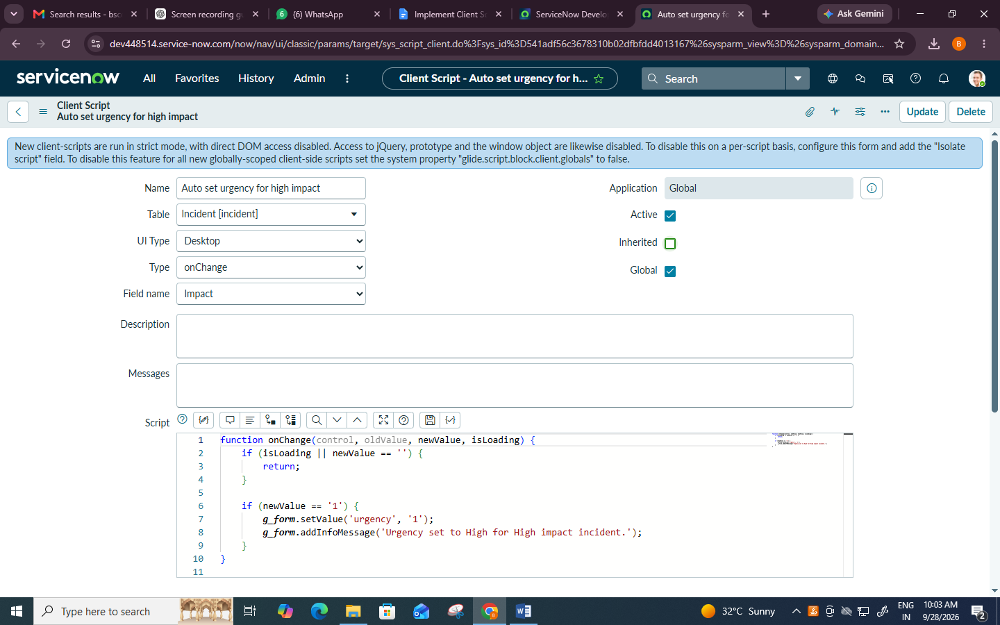 Search results - bsc
Screen recording gu
6 (6) WhatsApp
Implement Client Sc
ServiceNow Develo
Auto set urgency fo
Ask Gemini
dev448514.service-now.com/now/nav/ui/classic/params/target/sys_script_client.do%3Fsys_id%3D541adf56c3678310b02dfbfdd4013167%26sysparm_view%3D%26sysparm_domain...
B
servicenow
All
Favorites
History
Admin
Client Script - Auto set urgency for h...
Search
Client Script
Auto set urgency for high impact
Update
Delete
New client-scripts are run in strict mode, with direct DOM access disabled. Access to jQuery, prototype and the window object are likewise disabled. To disable this on a per-script basis, configure this form and add the "Isolate
script" field. To disable this feature for all new globally-scoped client-side scripts set the system property "glide.script.block.client.globals" to false.
Name Auto set urgency for high impact
Application Global
Table Incident [incident]
Active
UI Type Desktop
Inherited
Type onChange
Global
Field name Impact
Description
Messages
Script
1 function onChange(control, oldValue, newValue, isLoading) {
2 if (isLoading || newValue == '') {
3 return;
4 }
5
6 if (newValue == '1') {
7 g_form.setValue('urgency', '1');
8 g_form.addInfoMessage('Urgency set to High for High impact incident.');
9 }
10 }
11
Type here to search
32°C Sunny
ENG
IN
10:03 AM
9/28/2026
2